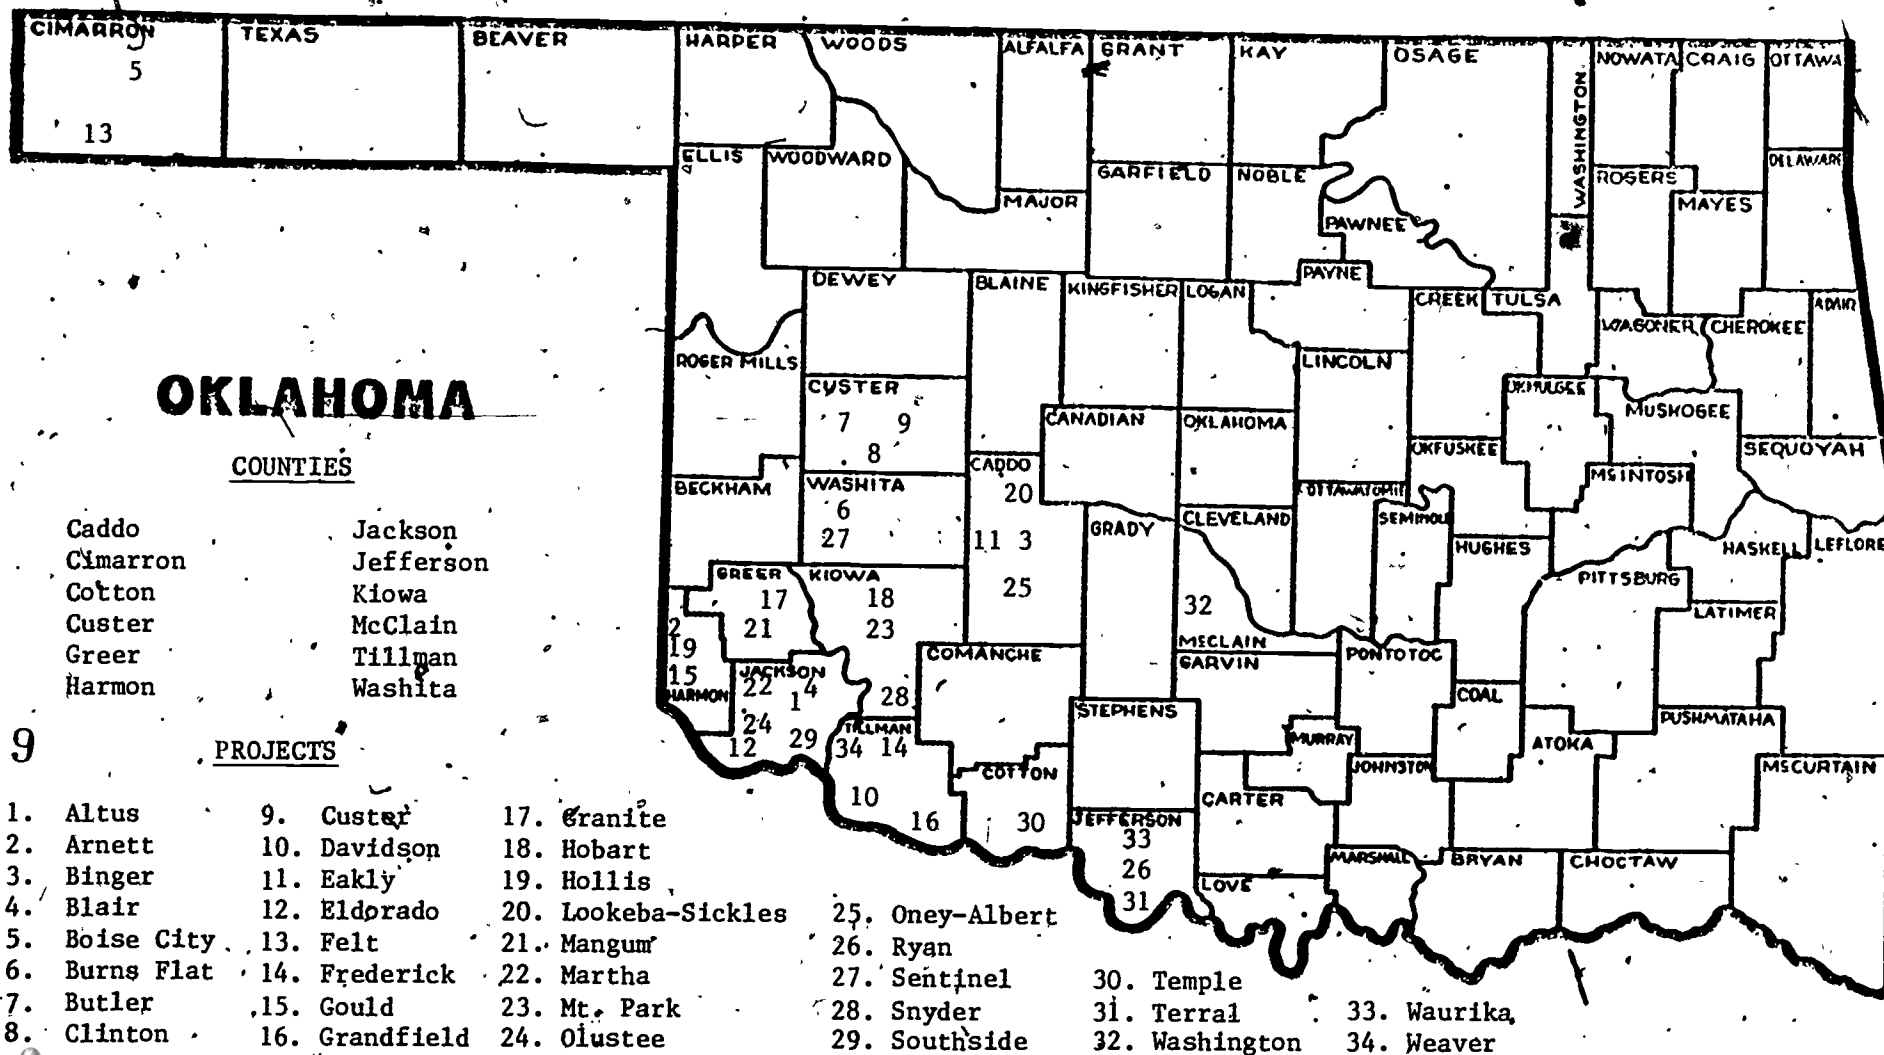 CIMARRON TEXAS BEAVER HARPER WOODS ALFALFA GRANT KAY OSAGE WASHINGTON NOWATA CRAIG OTTAWA
5
13
ELLIS WOODWARD GARFIELD NOBLE ROGERS DELAWARE
MAJOR PAWNEE MAYES
DEWEY BLAINE KINGFISHER LOGAN PAYNE CREEK TULSA ADAIR
WAGONER CHEROKEE
ROGER MILLS LINCOLN
CUSTER OKMULGEE MUSKOGEE
7 9
8
CANADIAN OKLAHOMA OKFUSKEE SEQUOYAH
OKLAHOMA
COUNTIES
BECKHAM WASHITA CADDO POTTAWATOMIE MCINTOSH
6 20
27 11 3
25
GRADY CLEVELAND SEMINOLE HUGHES HASKELL LEFLORE
GREER KIOWA PITTSBURG
17 18 32
21 23
LATIMER
2
19
15
HARMON
COMANCHE MCCLAIN
GARVIN PONTOTOC COAL
JACKSON
22 4
1
24
12 29
28
TILLMAN
34 14
10
16
STEPHENS MURRAY JOHNSTON ATOKA PUSHMATAHA
COTTON
30
CARTER MCCURTAIN
JEFFERSON
33
26
31
LOVE MARSHALL BRYAN CHOCTAW
Caddo Jackson
Cimarron Jefferson
Cotton Kiowa
Custer McClain
Greer Tillman
Harmon Washita
9
PROJECTS
1. Altus 9. Custer 17. Granite
2. Arnett 10. Davidson 18. Hobart
3. Binger 11. Eakly 19. Hollis
4. Blair 12. Eldorado 20. Lookeba-Sickles 25. Oney-Albert
5. Boise City 13. Felt 21. Mangum 26. Ryan
6. Burns Flat 14. Frederick 22. Martha 27. Sentinel 30. Temple
7. Butler 15. Gould 23. Mt. Park 28. Snyder 31. Terral 33. Waurika
8. Clinton 16. Grandfield 24. Olustee 29. Southside 32. Washington 34. Weaver